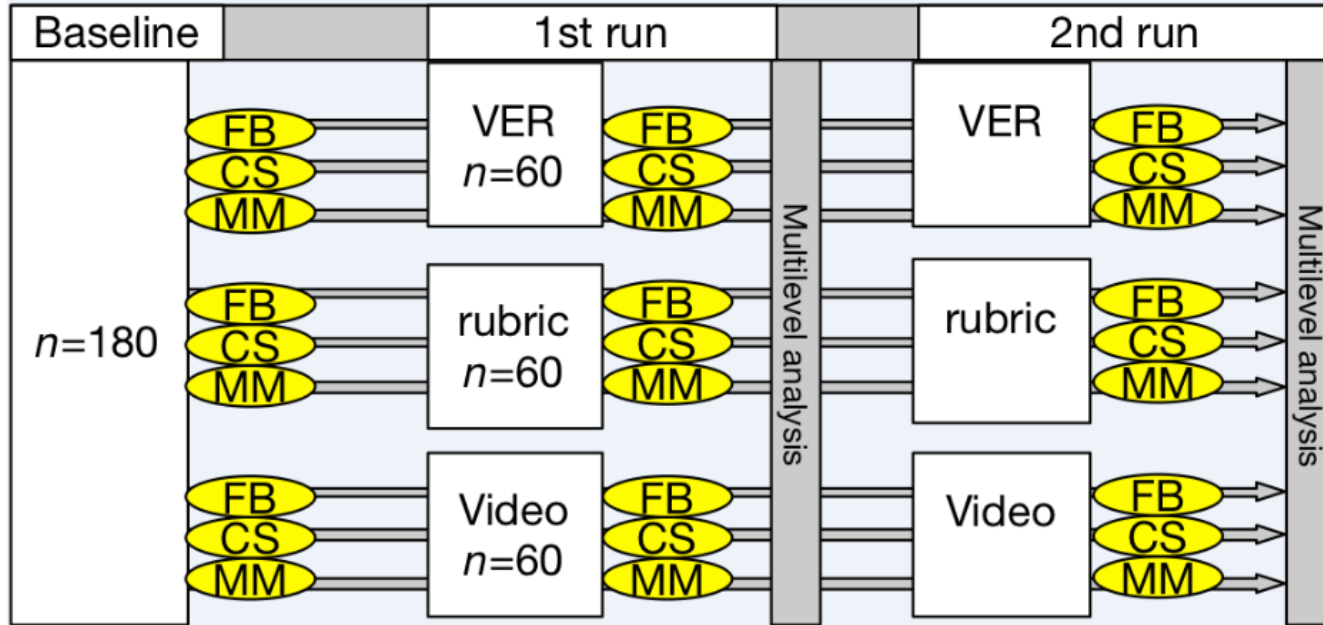 Baseline
1st run
2nd run
FB
VER
FB
VER
FB
CS
n=60
CS
CS
MM
MM
MM
FB
rubric
FB
rubric
FB
n=180
CS
n=60
CS
CS
MM
MM
MM
FB
Video
FB
Video
FB
CS
n=60
CS
CS
MM
MM
MM
Multilevel analysis
Multilevel analysis